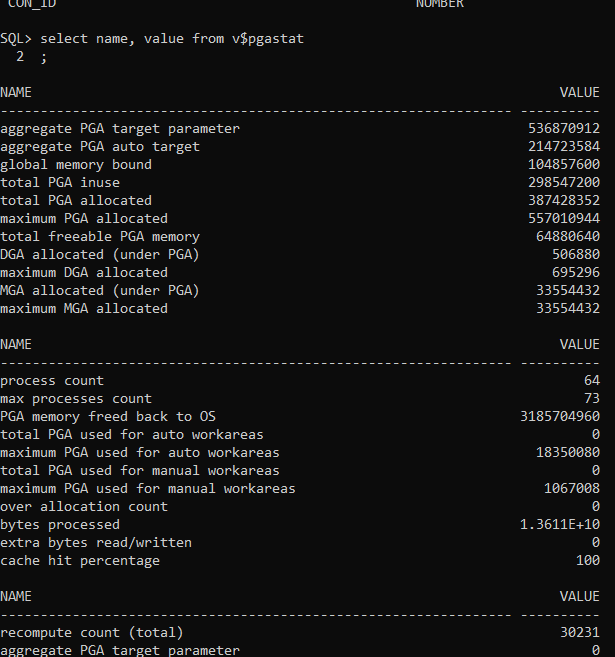 CON_ID NUMBER
SQL> select name, value from v$pgastat
2 ;
NAME VALUE
---------------------------------------------------------------- ----------
aggregate PGA target parameter 536870912
aggregate PGA auto target 214723584
global memory bound 104857600
total PGA inuse 298547200
total PGA allocated 387428352
maximum PGA allocated 557010944
total freeable PGA memory 64880640
DGA allocated (under PGA) 506880
maximum DGA allocated 695296
MGA allocated (under PGA) 33554432
maximum MGA allocated 33554432
NAME VALUE
---------------------------------------------------------------- ----------
process count 64
max processes count 73
PGA memory freed back to OS 3185704960
total PGA used for auto workareas 0
maximum PGA used for auto workareas 18350080
total PGA used for manual workareas 0
maximum PGA used for manual workareas 1067008
over allocation count 0
bytes processed 1.3611E+10
extra bytes read/written 0
cache hit percentage 100
NAME VALUE
---------------------------------------------------------------- ----------
recompute count (total) 30231
aggregate PGA target parameter 0